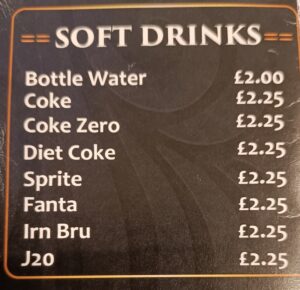 == SOFT DRINKS ==
Bottle Water £2.00
Coke £2.25
Coke Zero £2.25
Diet Coke £2.25
Sprite £2.25
Fanta £2.25
Irn Bru £2.25
J20 £2.25